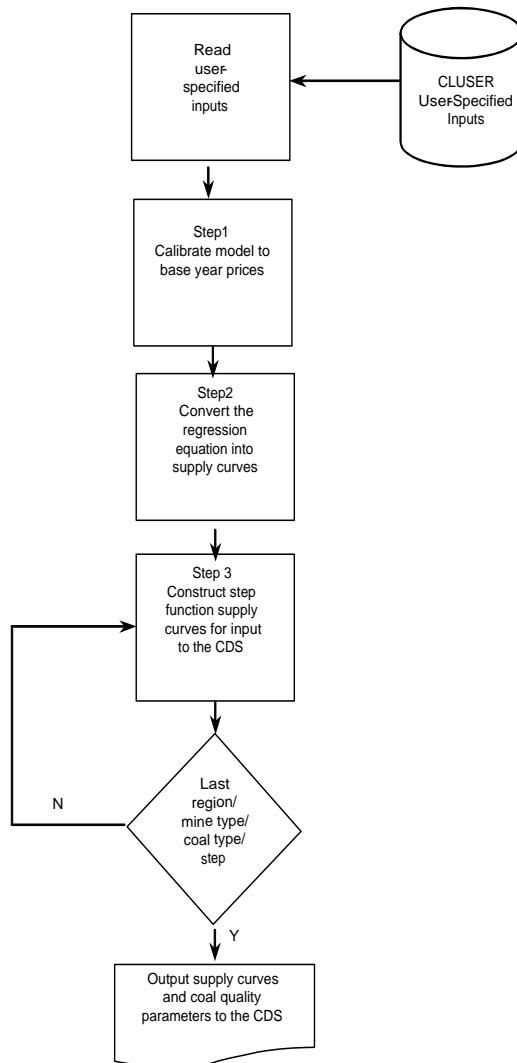 Read
user-
specified
inputs
CLUSER
User-Specified
Inputs
Step1
Calibrate model to
base year prices
Step2
Convert the
regression
equation into
supply curves
Step 3
Construct step
function supply
curves for input
to the CDS
Last
region/
mine type/
coal type/
step
N
Y
Output supply curves
and coal quality
parameters to the CDS